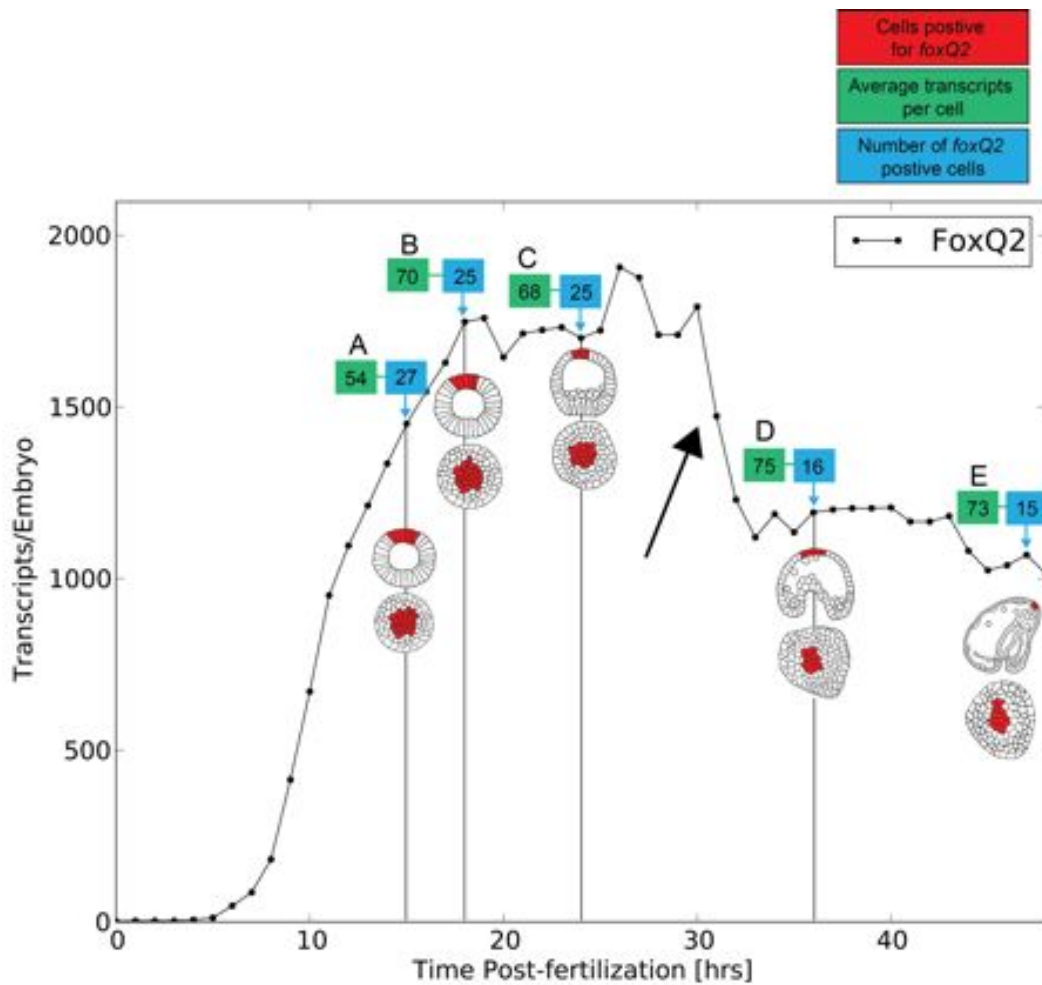 Cells postive
for foxQ2
Average transcripts
per cell
Number of foxQ2
postive cells
FoxQ2
2000
1500
1000
500
0
Transcripts/Embryo
A
54 27
B
70 25
C
68 25
D
75 16
E
73 15
0 10 20 30 40
Time Post-fertilization [hrs]